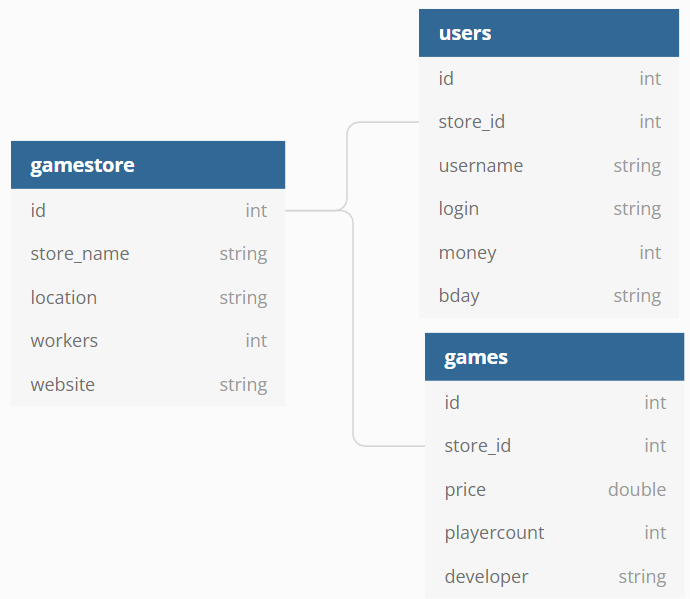 gamestore
id int
store_name string
location string
workers int
website string
users
id int
store_id int
username string
login string
money int
bday string
games
id int
store_id int
price double
playercount int
developer string